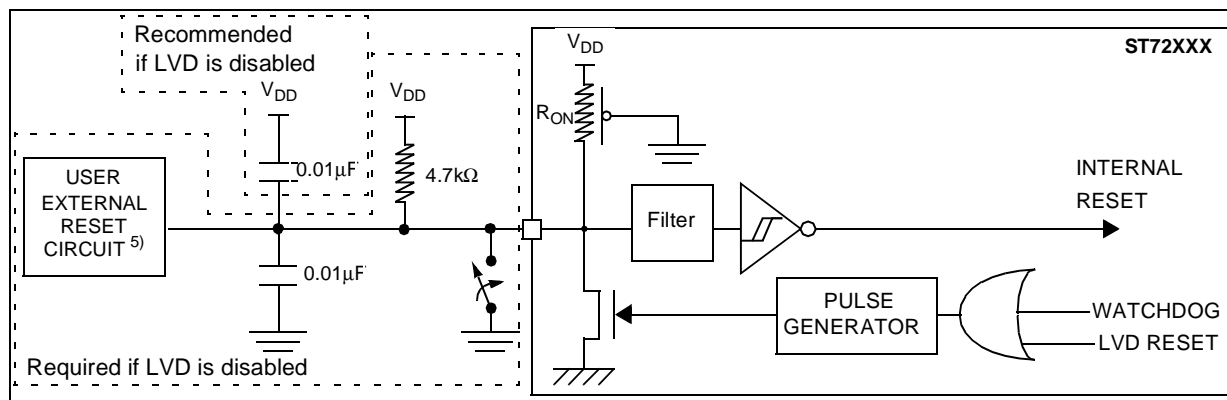 Recommended
if LVD is disabled
VDD
0.01µF
VDD
4.7kΩ
USER
EXTERNAL
RESET
CIRCUIT 5)
0.01µF
Required if LVD is disabled
ST72XXX
VDD
RON
Filter
INTERNAL
RESET
PULSE
GENERATOR
WATCHDOG
LVD RESET